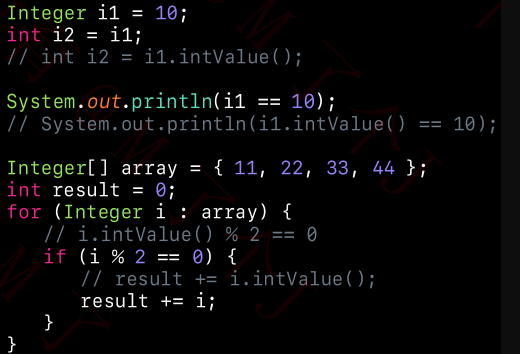 Integer i1 = 10;
int i2 = i1;
// int i2 = i1.intValue();

System.out.println(i1 == 10);
// System.out.println(i1.intValue() == 10);

Integer[] array = { 11, 22, 33, 44 };
int result = 0;
for (Integer i : array) {
    // i.intValue() % 2 == 0
    if (i % 2 == 0) {
        // result += i.intValue();
        result += i;
    }
}